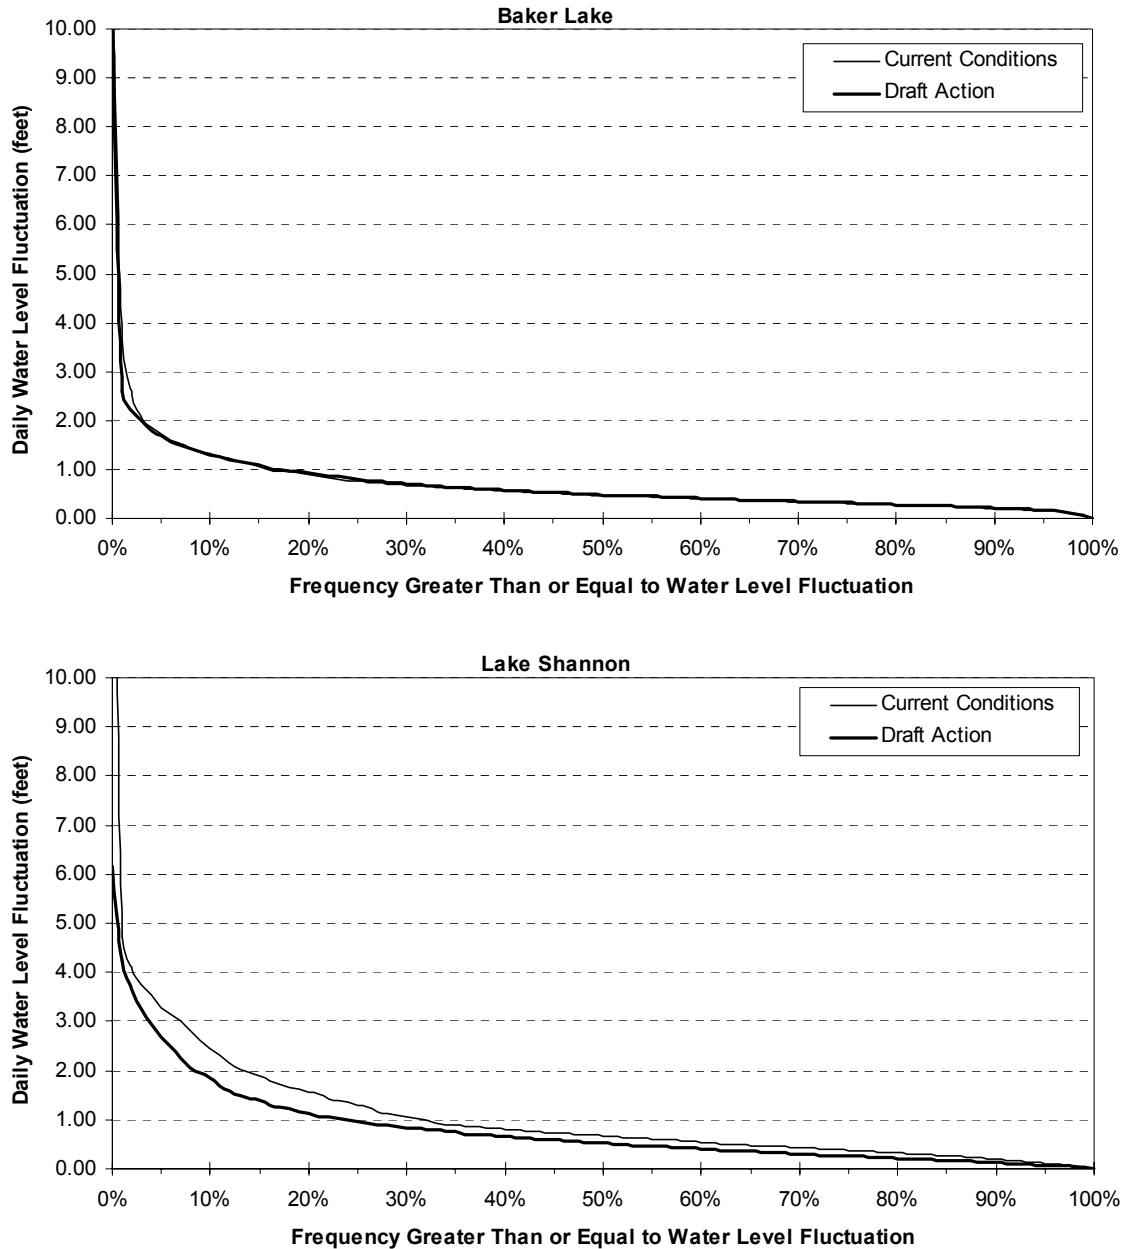 Baker Lake
10.00
9.00
8.00
7.00
6.00
5.00
4.00
3.00
2.00
1.00
0.00
Daily Water Level Fluctuation (feet)
Current Conditions
Draft Action
0% 10% 20% 30% 40% 50% 60% 70% 80% 90% 100%
Frequency Greater Than or Equal to Water Level Fluctuation
Lake Shannon
10.00
9.00
8.00
7.00
6.00
5.00
4.00
3.00
2.00
1.00
0.00
Daily Water Level Fluctuation (feet)
Current Conditions
Draft Action
0% 10% 20% 30% 40% 50% 60% 70% 80% 90% 100%
Frequency Greater Than or Equal to Water Level Fluctuation